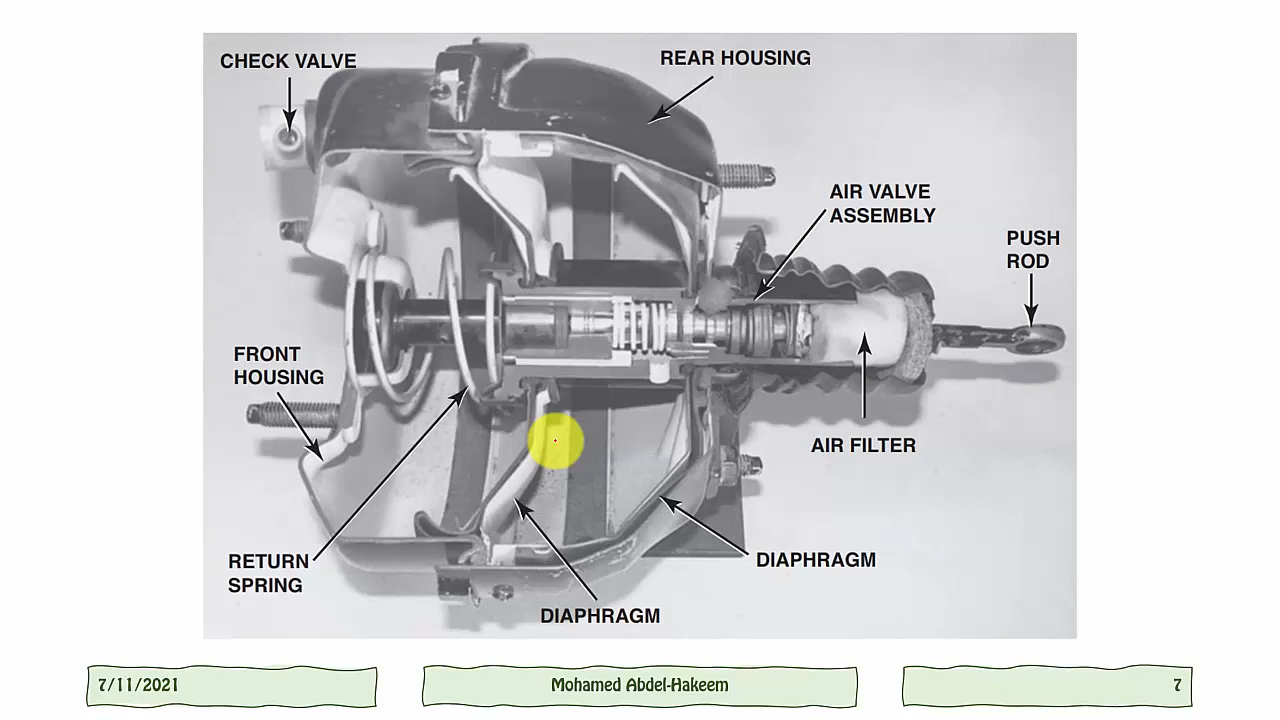 CHECK VALVE
REAR HOUSING
AIR VALVE
ASSEMBLY
PUSH
ROD
FRONT
HOUSING
AIR FILTER
RETURN
SPRING
DIAPHRAGM
DIAPHRAGM
7/11/2021
Mohamed Abdel-Hakeem
7